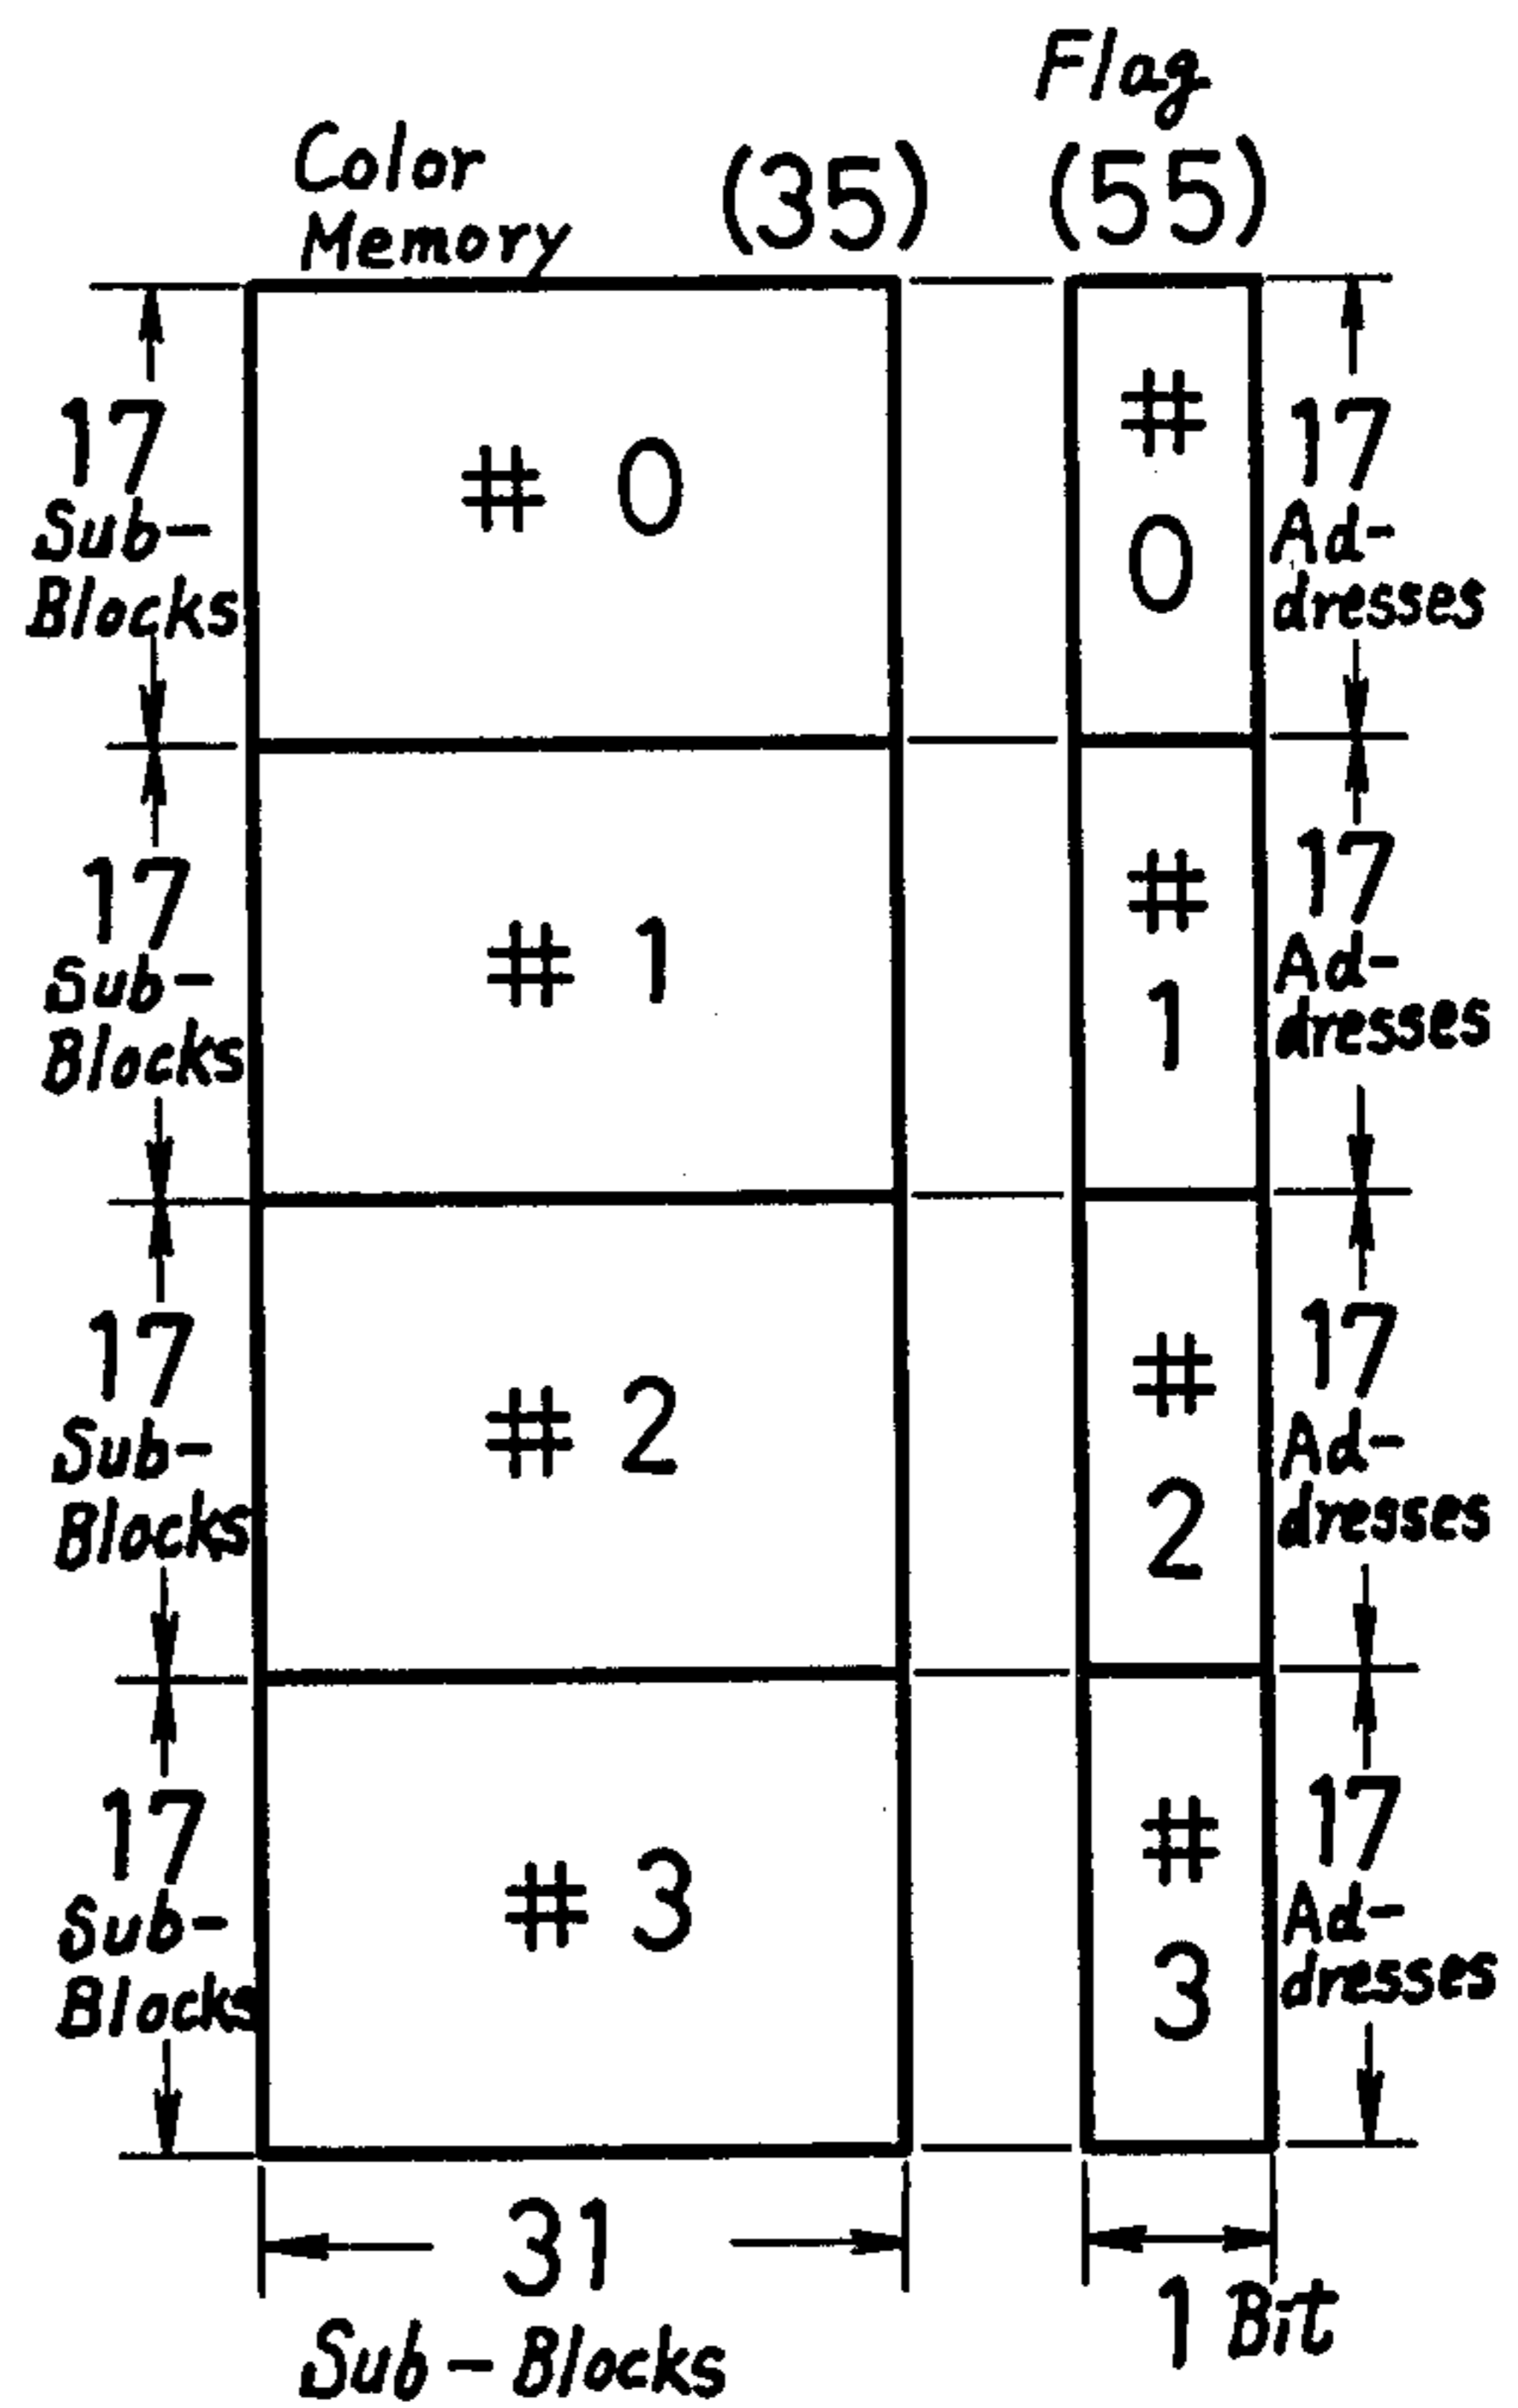 Flag
Color
Memory
(35)
(55)
17
Sub-
Blocks
# 0
#
0
17
Ad-
dresses
17
Sub-
Blocks
# 1
#
1
17
Ad-
dresses
17
Sub-
Blocks
# 2
#
2
17
Ad-
dresses
17
Sub-
Blocks
# 3
#
3
17
Ad-
dresses
31
Sub-Blocks
1 Bit